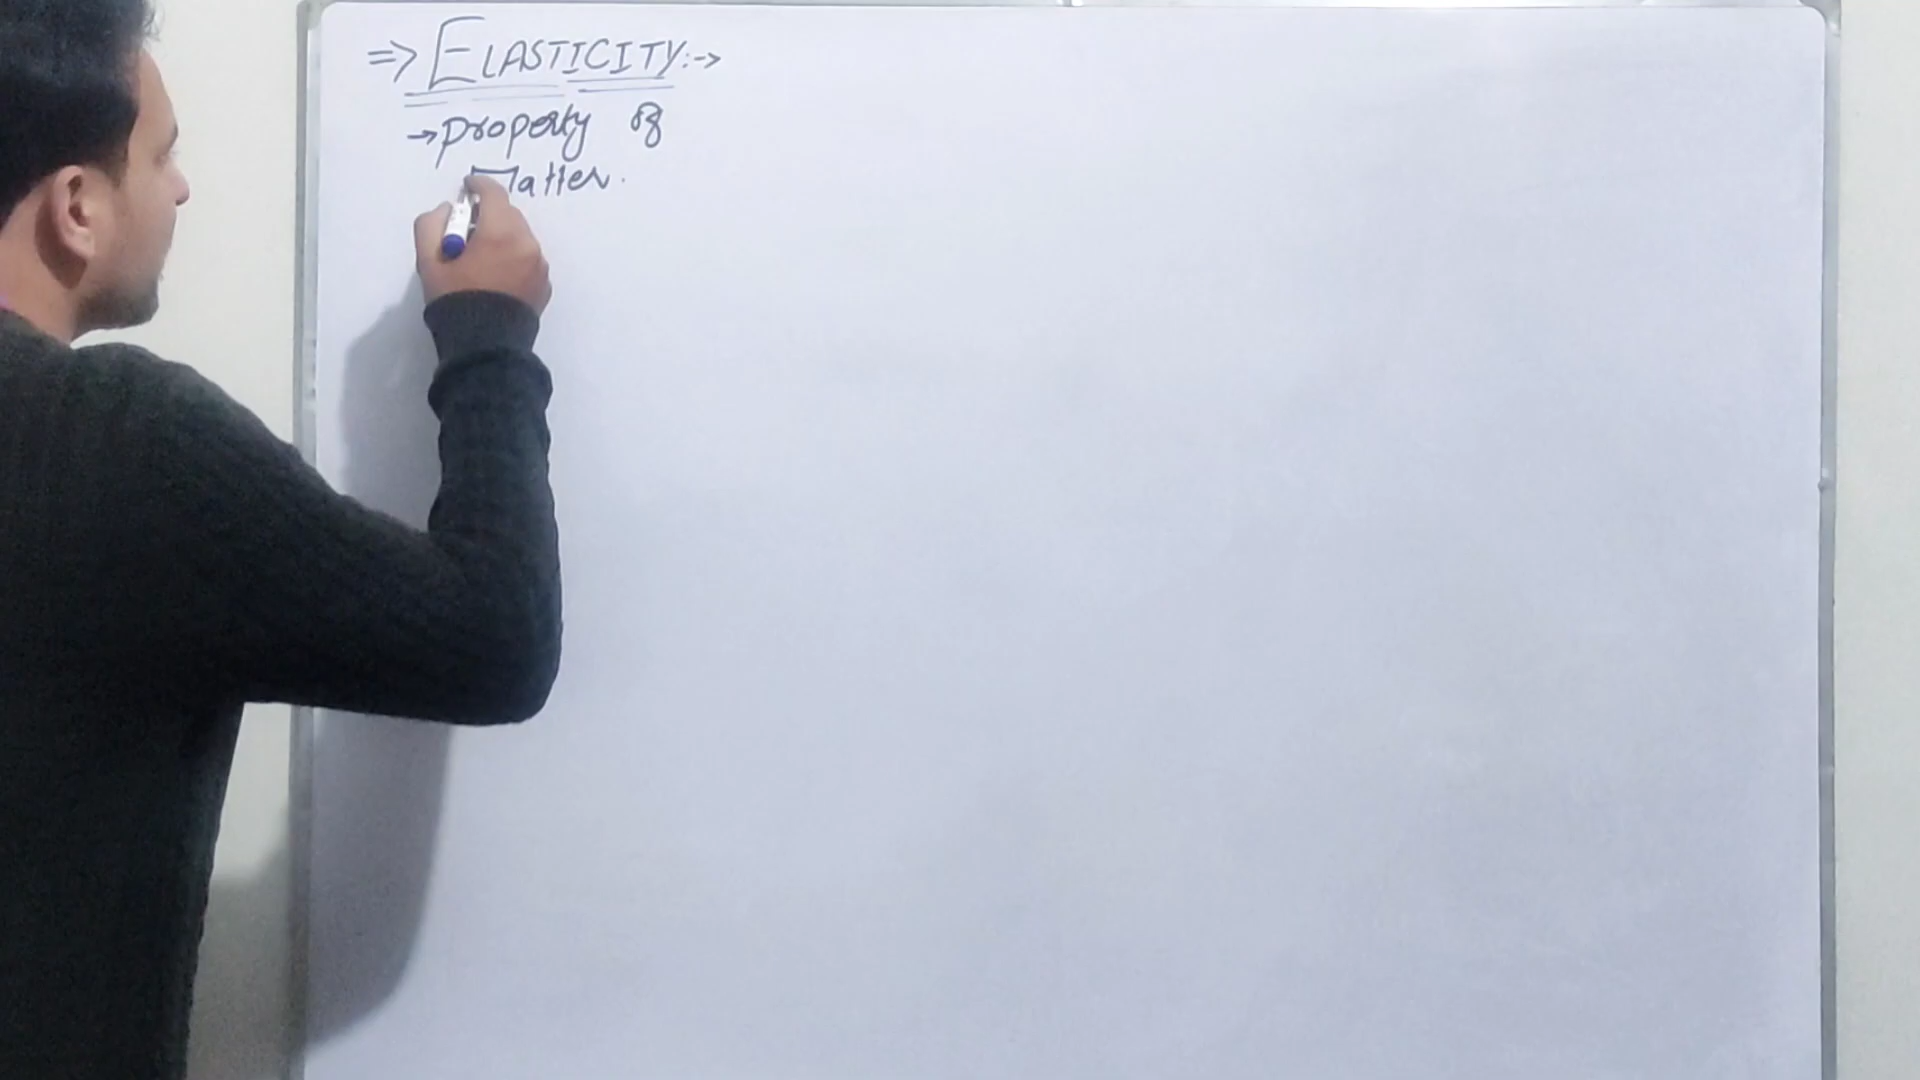 => ELASTICITY:->
→ property of
Matter.